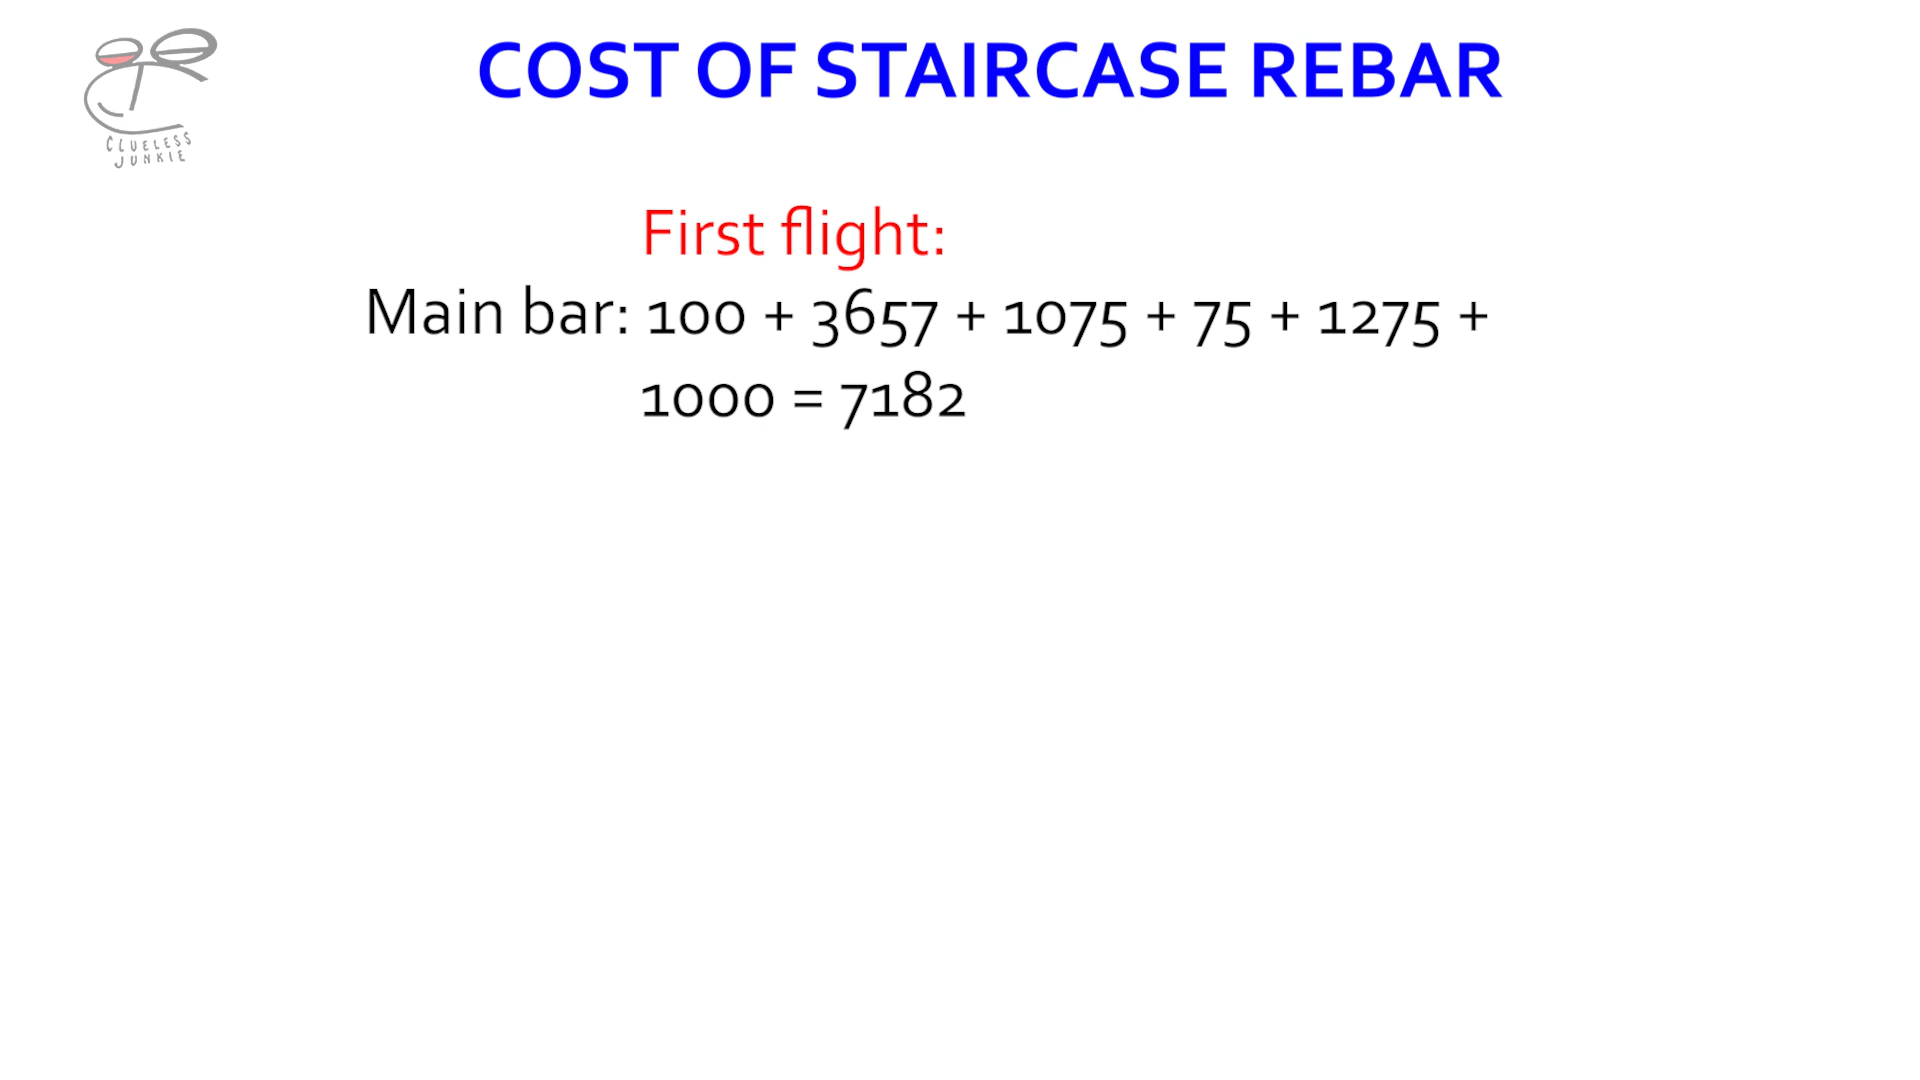 CLUELESS
JUNKIE
COST OF STAIRCASE REBAR
First flight:
Main bar: 100 + 3657 + 1075 + 75 + 1275 +
1000 = 7182